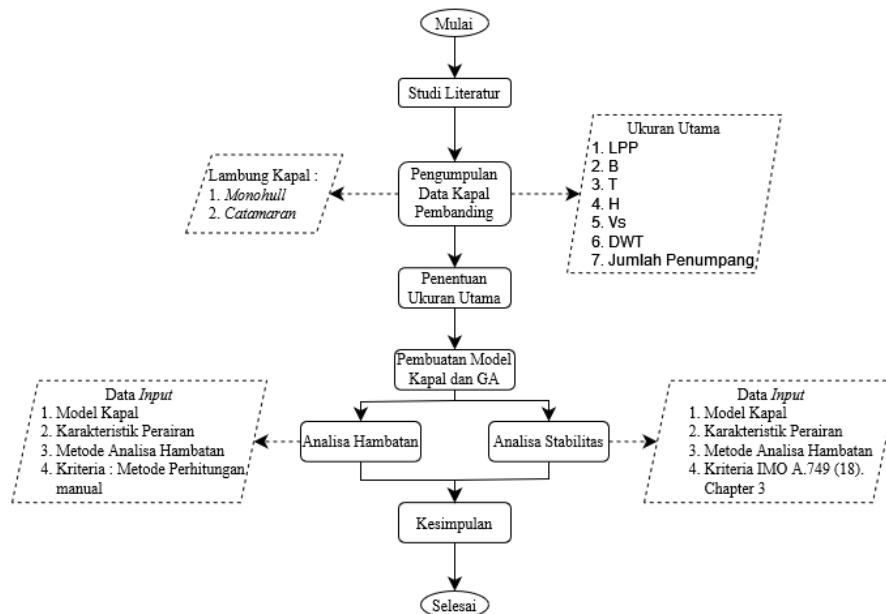 Mulai
Studi Literatur
Lambung Kapal :
1. Monohull
2. Catamaran
Pengumpulan
Data Kapal
Pembanding
Ukuran Utama
1. LPP
2. B
3. T
4. H
5. Vs
6. DWT
7. Jumlah Penumpang
Penentuan
Ukuran Utama
Pembuatan Model
Kapal dan GA
Data Input
1. Model Kapal
2. Karakteristik Perairan
3. Metode Analisa Hambatan
4. Kriteria : Metode Perhitungan
manual
Analisa Hambatan
Analisa Stabilitas
Data Input
1. Model Kapal
2. Karakteristik Perairan
3. Metode Analisa Hambatan
4. Kriteria IMO A.749 (18).
Chapter 3
Kesimpulan
Selesai